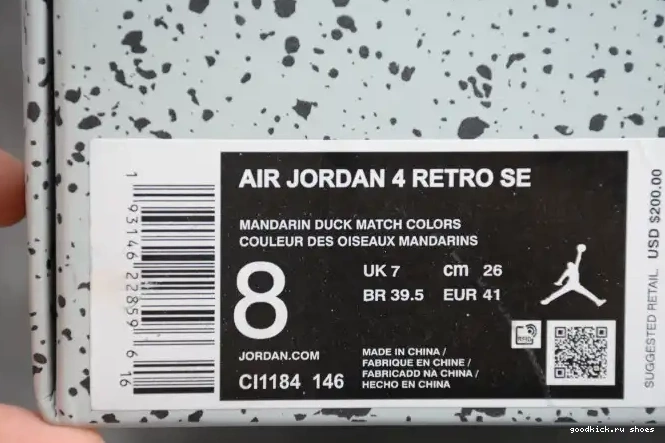 AIR JORDAN 4 RETRO SE
MANDARIN DUCK MATCH COLORS
COULEUR DES OISEAUX MANDARINS
8
UK 7 cm 26
BR 39.5 EUR 41
JORDAN.COM
CI1184 146
MADE IN CHINA /
FABRIQUE EN CHINE /
FABRICADO NA CHINA /
HECHO EN CHINA
1 93146 22859 6 16
SUGGESTED RETAIL USD $200.00
goodkick.ru shoes